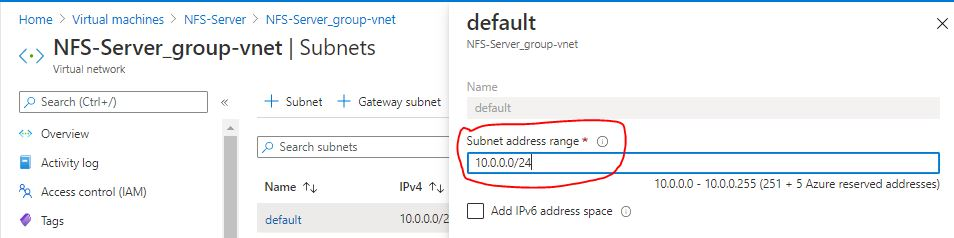 Home > Virtual machines > NFS-Server > NFS-Server_group-vnet
NFS-Server_group-vnet | Subnets
Virtual network
Search (Ctrl+/)
«
Overview
Activity log
Access control (IAM)
Tags
+ Subnet
+ Gateway subnet
Search subnets
Name ↑↓
IPv4 ↑↓
default
10.0.0.0/2
default
NFS-Server_group-vnet
Name
default
Subnet address range *
10.0.0.0/24
10.0.0.0 - 10.0.0.255 (251 + 5 Azure reserved addresses)
Add IPv6 address space